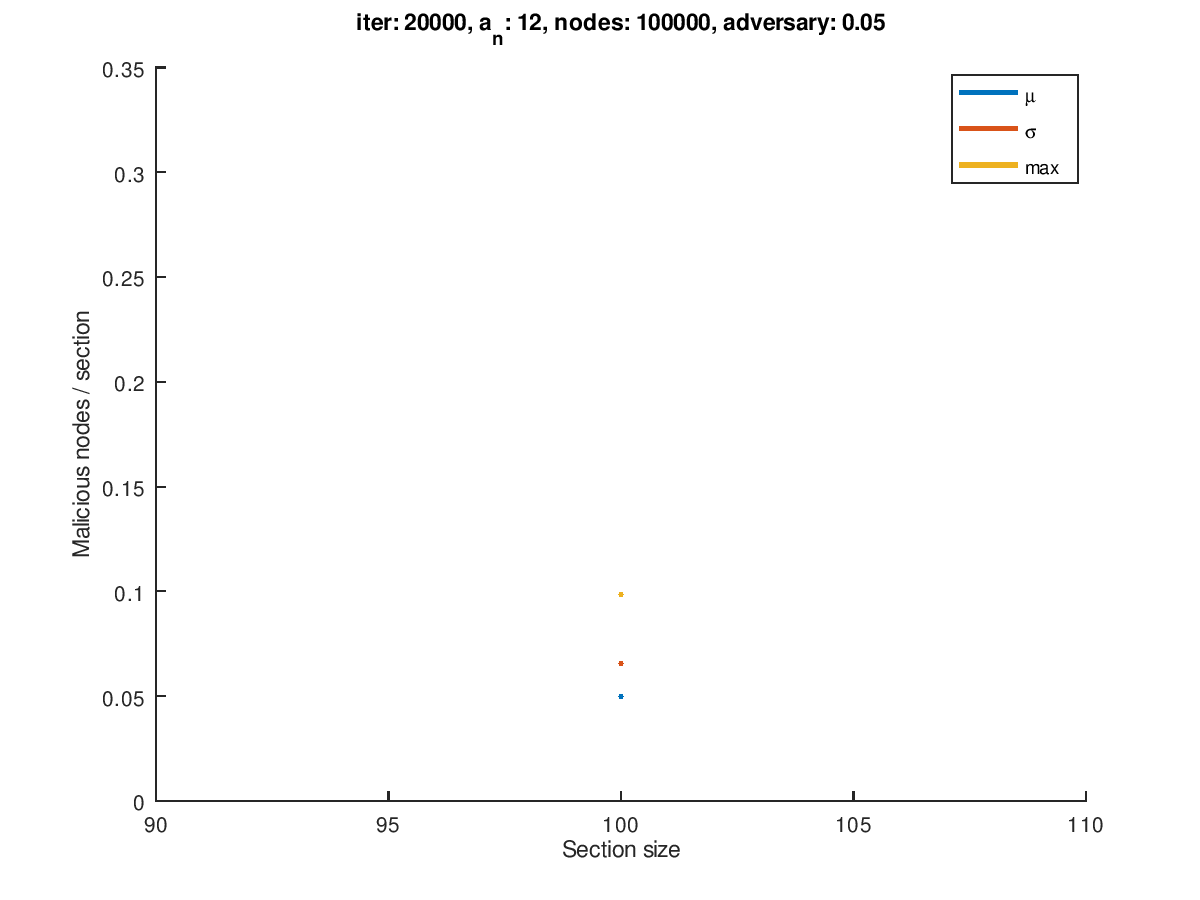 iter: 20000, aₙ: 12, nodes: 100000, adversary: 0.05
0.35
0.3
0.25
0.2
0.15
0.1
0.05
0
Malicious nodes / section
μ
σ
max
90 95 100 105 110
Section size